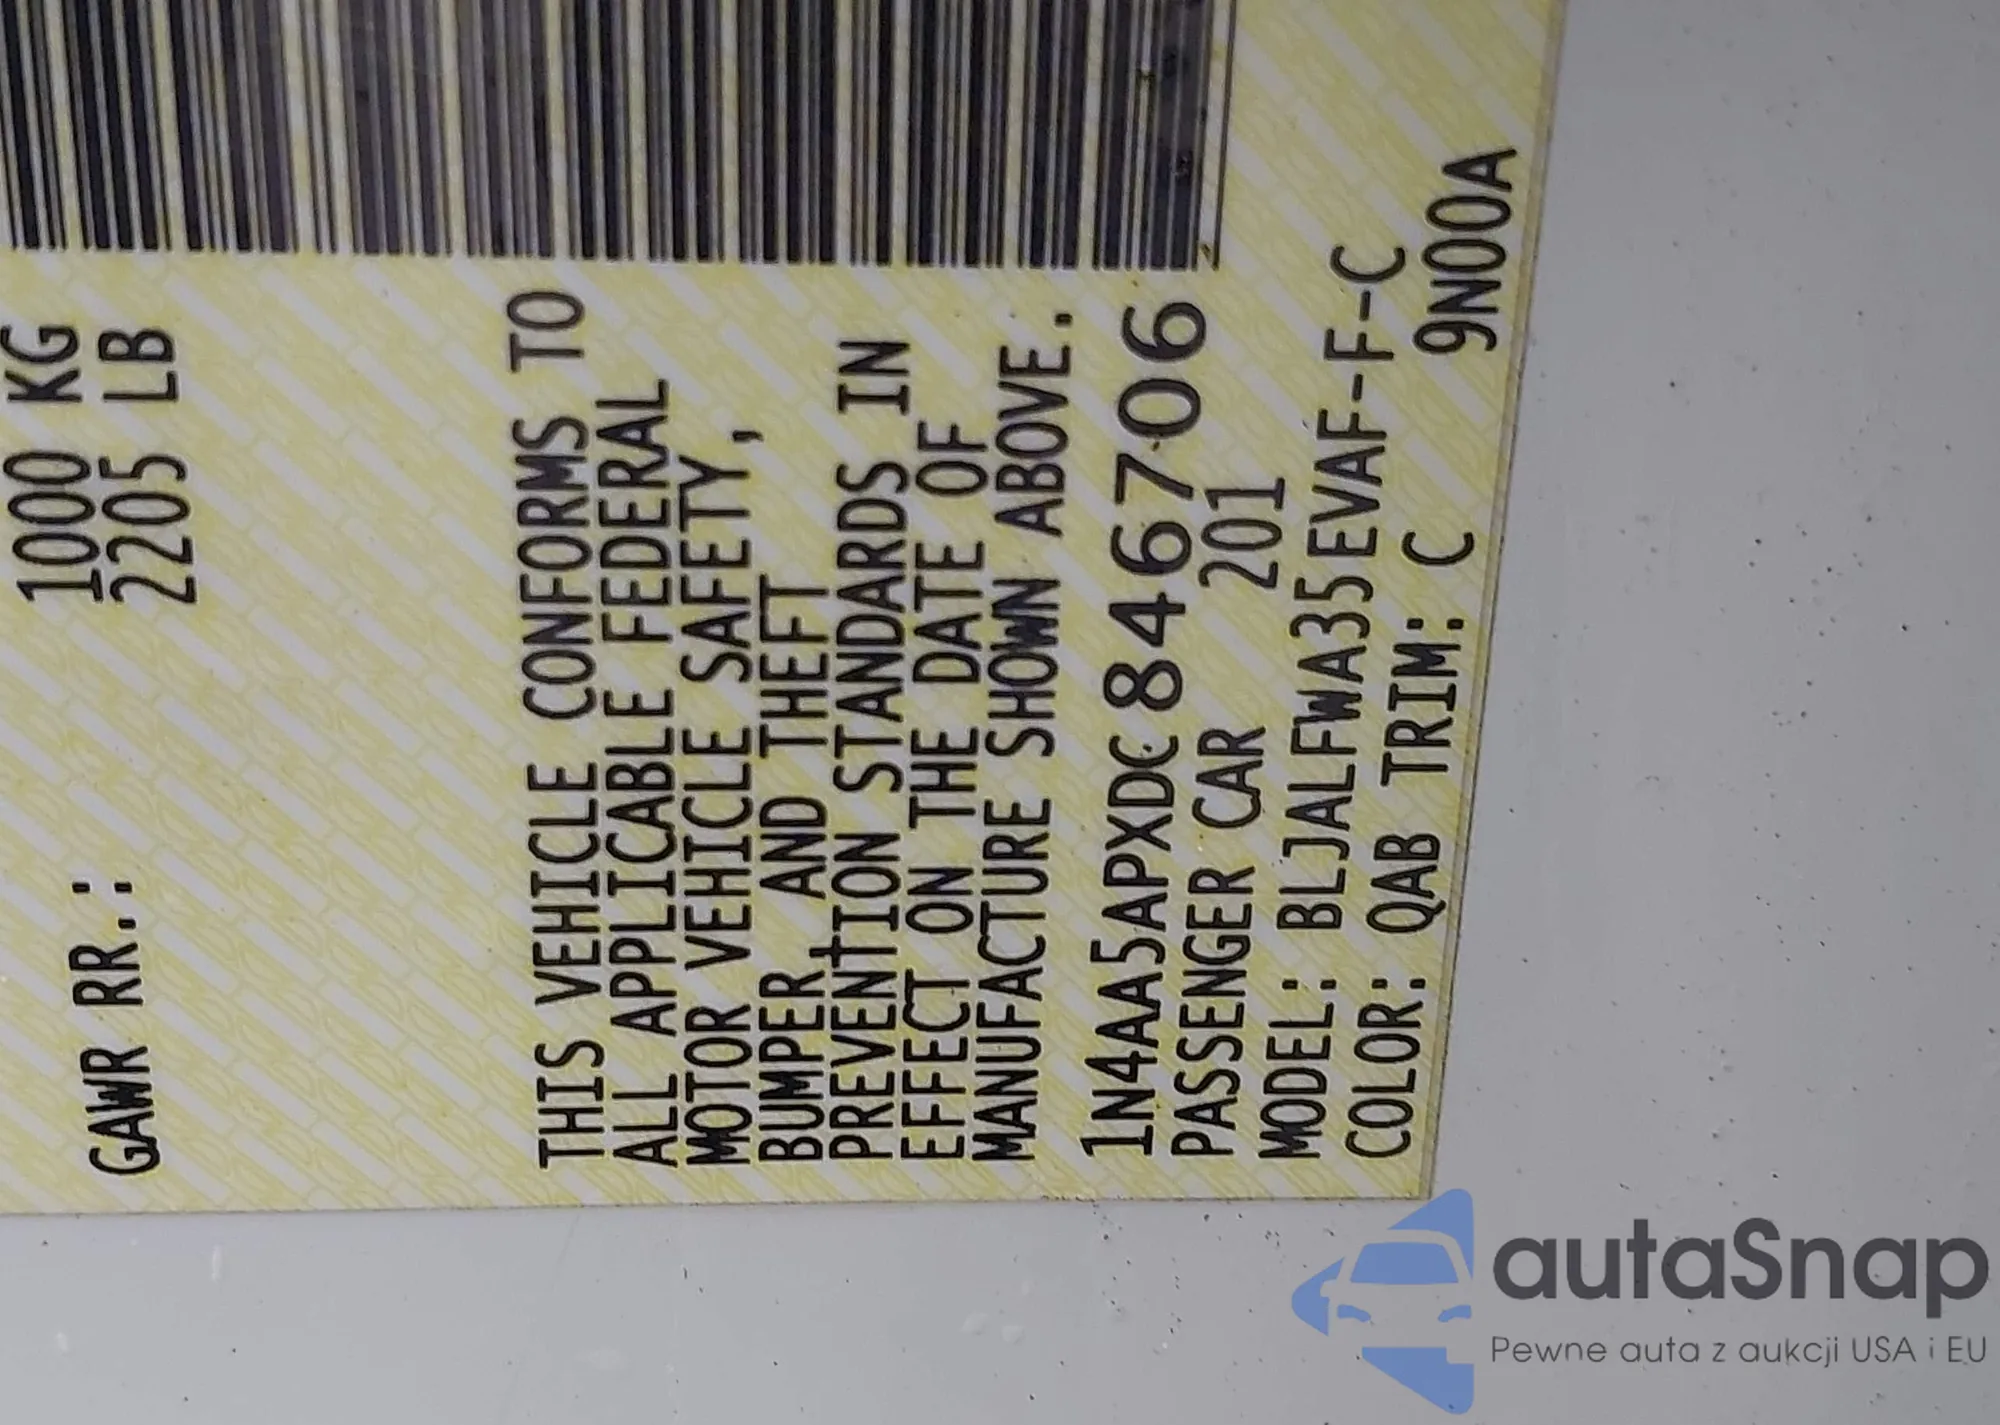 1000 KG
GAWR RR.: 2205 LB
THIS VEHICLE CONFORMS TO
ALL APPLICABLE FEDERAL
MOTOR VEHICLE SAFETY,
BUMPER AND THEFT
PREVENTION STANDARDS IN
EFFECT ON THE DATE OF
MANUFACTURE SHOWN ABOVE.
1N4AA5APXDC846706
PASSENGER CAR 201
MODEL: BLJALFWA35EVAF-F-C
COLOR: QAB TRIM: C 9N00A
autaSnap
Pewne auta z aukcji USA i EU